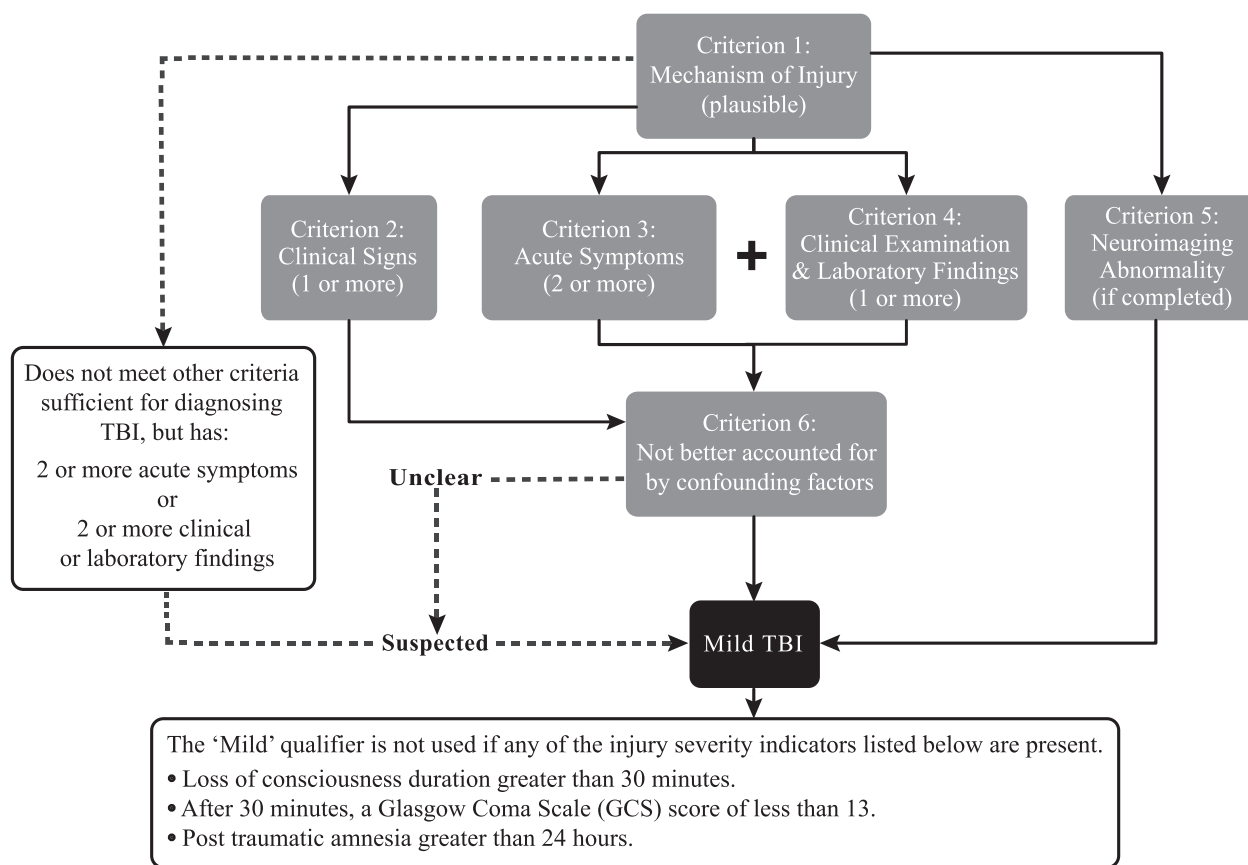 Criterion 1:
Mechanism of Injury
(plausible)
Criterion 2:
Clinical Signs
(1 or more)
Criterion 3:
Acute Symptoms
(2 or more)
+
Criterion 4:
Clinical Examination
& Laboratory Findings
(1 or more)
Criterion 5:
Neuroimaging
Abnormality
(if completed)
Does not meet other criteria
sufficient for diagnosing
TBI, but has:
2 or more acute symptoms
or
2 or more clinical
or laboratory findings
Criterion 6:
Not better accounted for
by confounding factors
Unclear
Suspected
Mild TBI
The ‘Mild’ qualifier is not used if any of the injury severity indicators listed below are present.
• Loss of consciousness duration greater than 30 minutes.
• After 30 minutes, a Glasgow Coma Scale (GCS) score of less than 13.
• Post traumatic amnesia greater than 24 hours.